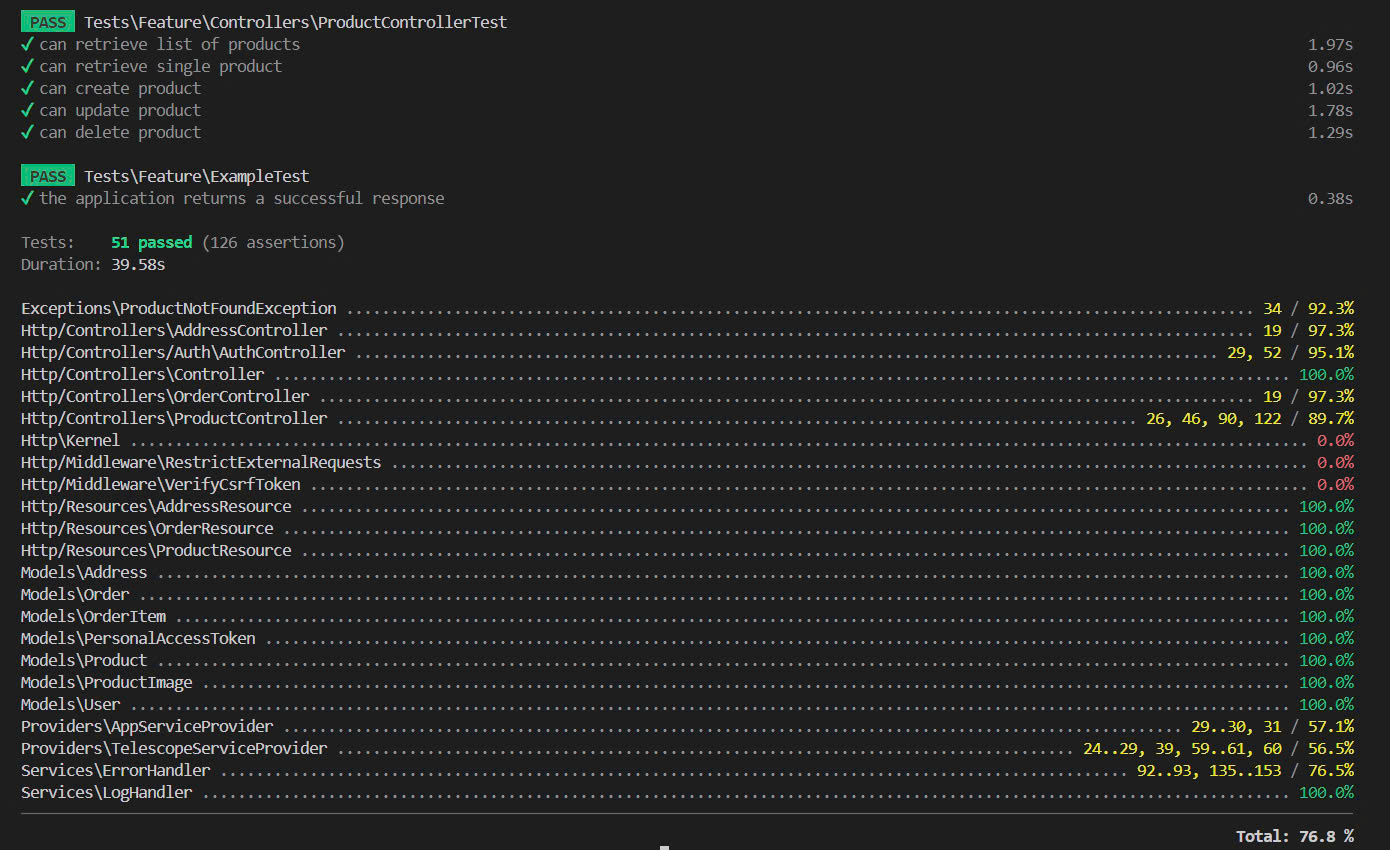 PASS Tests\Feature\Controllers\ProductControllerTest
✓ can retrieve list of products 1.97s
✓ can retrieve single product 0.96s
✓ can create product 1.02s
✓ can update product 1.78s
✓ can delete product 1.29s
PASS Tests\Feature\ExampleTest
✓ the application returns a successful response 0.38s
Tests: 51 passed (126 assertions)
Duration: 39.58s
Exceptions\ProductNotFoundException ..................................................................................................... 34 / 92.3%
Http/Controllers\AddressController ...................................................................................................... 19 / 97.3%
Http/Controllers/Auth\AuthController ................................................................................................ 29, 52 / 95.1%
Http/Controllers\Controller ................................................................................................................. 100.0%
Http/Controllers\OrderController ........................................................................................................ 19 / 97.3%
Http/Controllers\ProductController ......................................................................................... 26, 46, 90, 122 / 89.7%
Http\Kernel ................................................................................................................................... 0.0%
Http/Middleware\RestrictExternalRequests ...................................................................................................... 0.0%
Http/Middleware\VerifyCsrfToken ............................................................................................................... 0.0%
Http/Resources\AddressResource .............................................................................................................. 100.0%
Http/Resources\OrderResource ................................................................................................................ 100.0%
Http/Resources\ProductResource .............................................................................................................. 100.0%
Models\Address .............................................................................................................................. 100.0%
Models\Order ................................................................................................................................ 100.0%
Models\OrderItem ............................................................................................................................ 100.0%
Models\PersonalAccessToken .................................................................................................................. 100.0%
Models\Product .............................................................................................................................. 100.0%
Models\ProductImage ......................................................................................................................... 100.0%
Models\User ................................................................................................................................. 100.0%
Providers\AppServiceProvider .................................................................................................... 29..30, 31 / 57.1%
Providers\TelescopeServiceProvider .................................................................................. 24..29, 39, 59..61, 60 / 56.5%
Services\ErrorHandler ..................................................................................................... 92..93, 135..153 / 76.5%
Services\LogHandler ......................................................................................................................... 100.0%
Total: 76.8 %